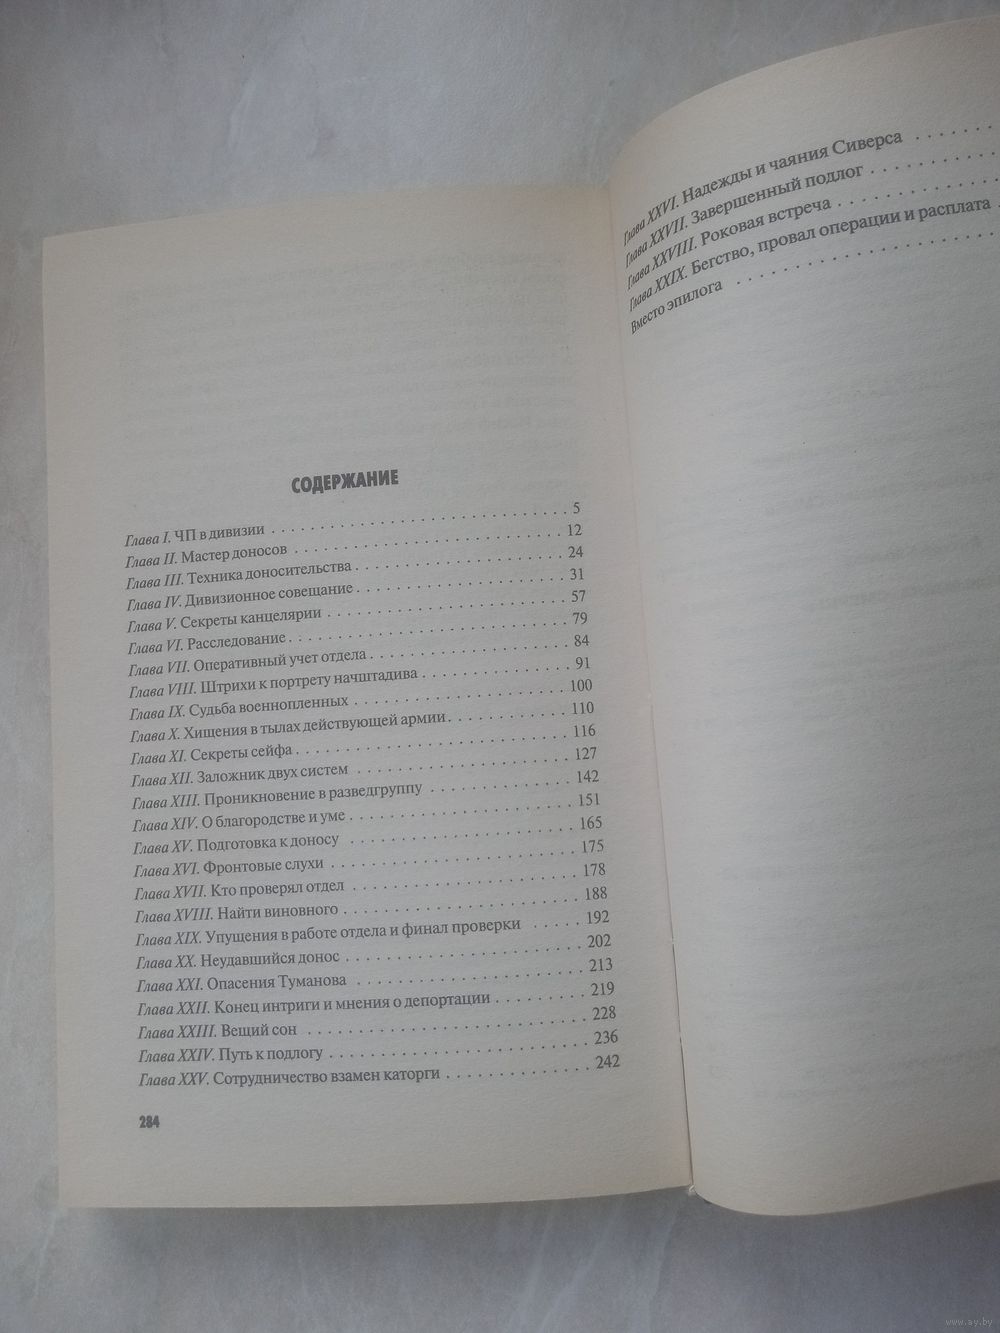 СОДЕРЖАНИЕ
Глава I. ЧП в дивизии . . . . . . . . . . 5
Глава II. Мастер доносов . . . . . . . . . . 12
Глава III. Техника доносительства . . . . . . . . . . 24
Глава IV. Дивизионное совещание . . . . . . . . . . 31
Глава V. Секреты канцелярии . . . . . . . . . . 57
Глава VI. Расследование . . . . . . . . . . 79
Глава VII. Оперативный учет отдела . . . . . . . . . . 84
Глава VIII. Штрихи к портрету начштадива . . . . . . . . . . 91
Глава IX. Судьба военнопленных . . . . . . . . . . 100
Глава X. Хищения в тылах действующей армии . . . . . . . . . . 110
Глава XI. Секреты сейфа . . . . . . . . . . 116
Глава XII. Заложник двух систем . . . . . . . . . . 127
Глава XIII. Проникновение в разведгруппу . . . . . . . . . . 142
Глава XIV. О благородстве и уме . . . . . . . . . . 151
Глава XV. Подготовка к доносу . . . . . . . . . . 165
Глава XVI. Фронтовые слухи . . . . . . . . . . 175
Глава XVII. Кто проверял отдел . . . . . . . . . . 178
Глава XVIII. Найти виновного . . . . . . . . . . 188
Глава XIX. Упущения в работе отдела и финал проверки . . . . . 192
Глава XX. Неудавшийся донос . . . . . . . . . . 202
Глава XXI. Опасения Туманова . . . . . . . . . . 213
Глава XXII. Конец интриги и мнения о депортации . . . . . . . . . 219
Глава XXIII. Вещий сон . . . . . . . . . . 228
Глава XXIV. Путь к подлогу . . . . . . . . . . 236
Глава XXV. Сотрудничество взамен каторги . . . . . . . . . . 242
284
Глава XXVI. Надежды и чаяния Сиверса . . . . . . .
Глава XXVII. Завершенный подлог . . . . . . . . .
Глава XXVIII. Роковая встреча . . . . . . . . . .
Глава XXIX. Бегство, провал операции и расплата .
Вместо эпилога . . . . . . . . . .
www.ay.by